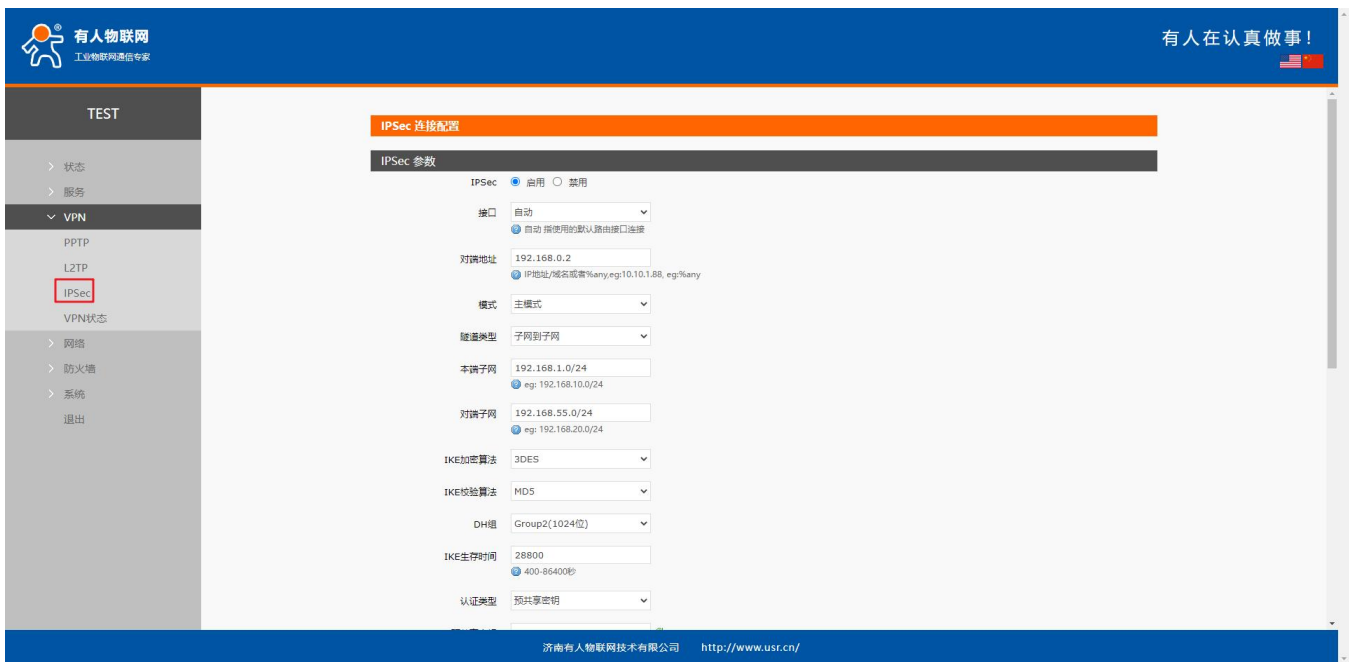 有人物联网
工业物联网通信专家
有人在认真做事！
TEST
状态
服务
VPN
PPTP
L2TP
IPSec
VPN状态
网络
防火墙
系统
退出
IPSec 连接配置
IPSec 参数
IPSec 启用 禁用
接口 自动
自动 指使用的默认路由接口连接
对端地址 192.168.0.2
IP地址/域名或者%any,eg:10.10.1.88, eg:%any
模式 主模式
隧道类型 子网到子网
本端子网 192.168.1.0/24
eg: 192.168.10.0/24
对端子网 192.168.55.0/24
eg: 192.168.20.0/24
IKE加密算法 3DES
IKE校验算法 MD5
DH组 Group2(1024位)
IKE生存时间 28800
400-86400秒
认证类型 预共享密钥
济南有人物联网技术有限公司 http://www.usr.cn/